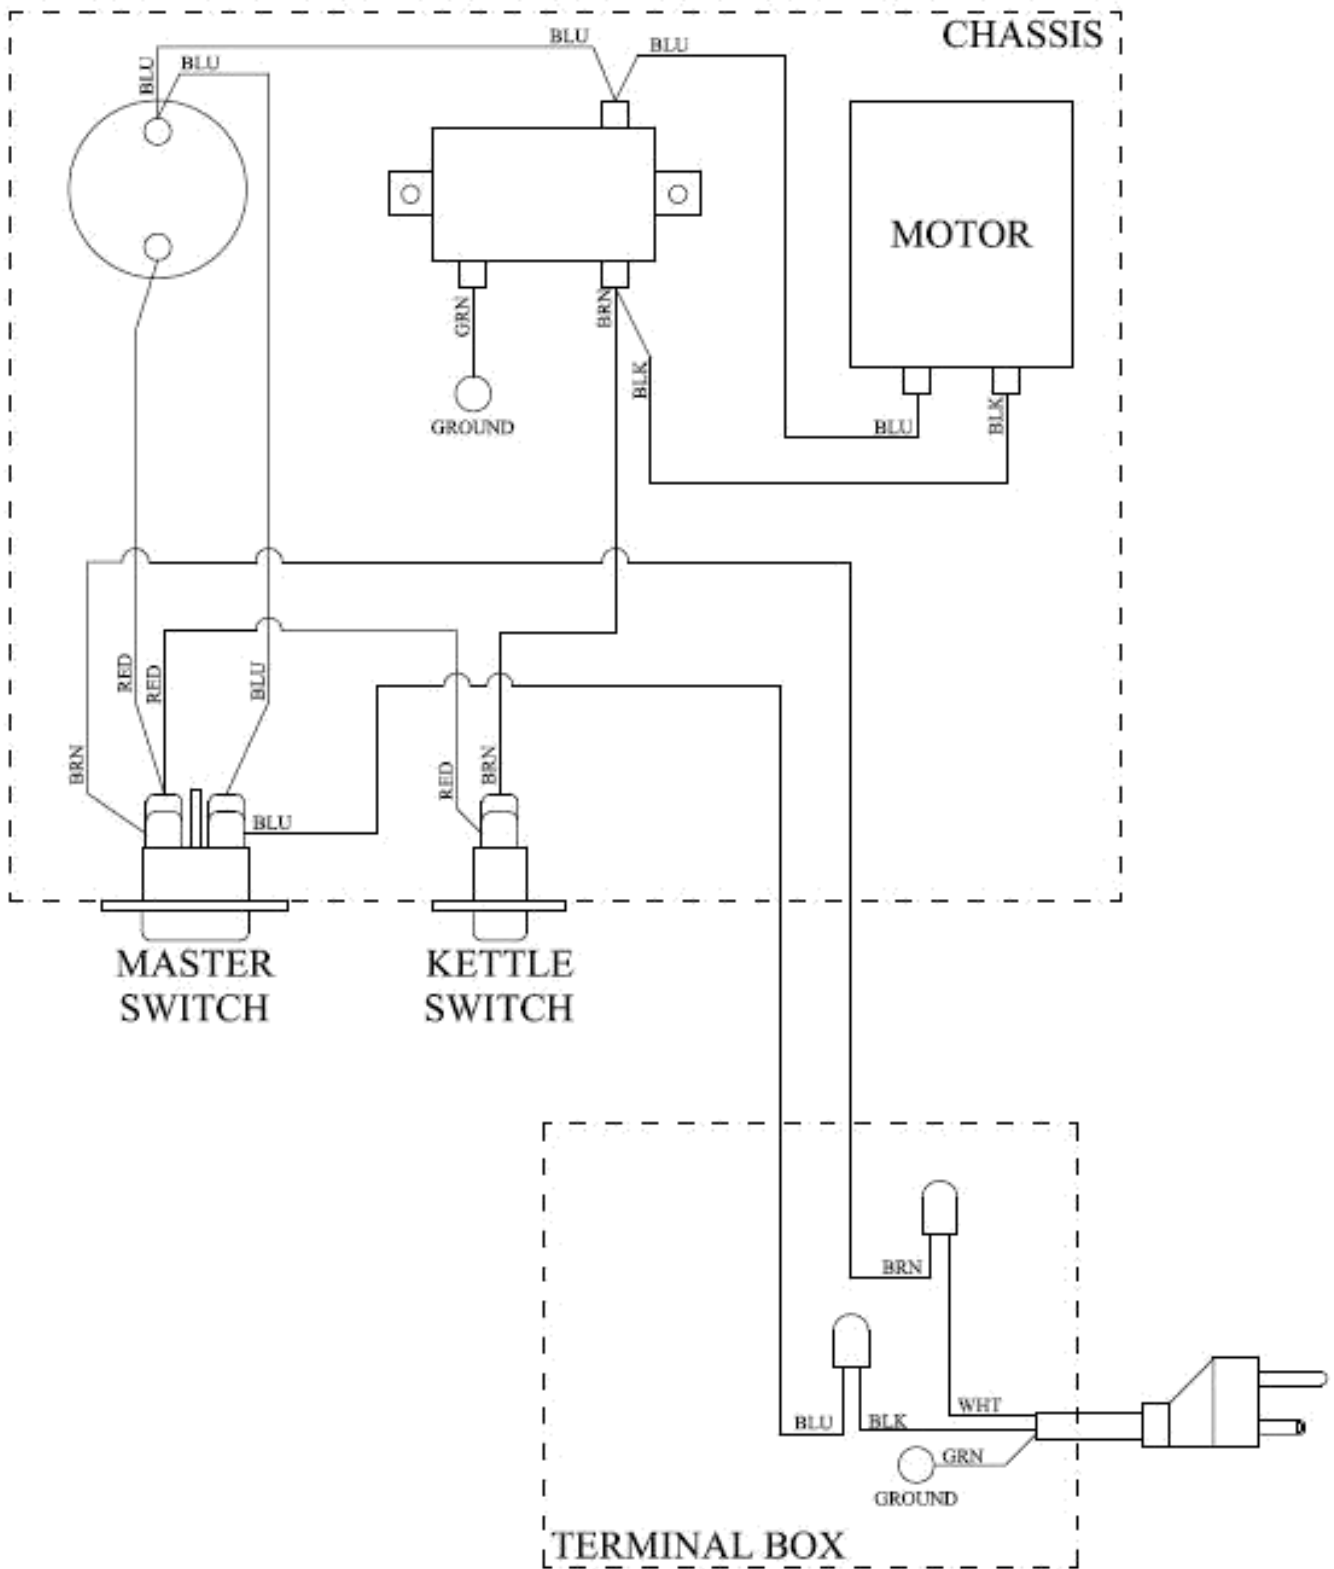 CHASSIS
BLU
BLU
BLU
BLU
MOTOR
GRN
BRN
BLK
BLU
BLK
GROUND
RED
RED
BLU
BRN
RED
BRN
BLU
MASTER
SWITCH
KETTLE
SWITCH
BRN
WHT
BLU
BLK
GRN
GROUND
TERMINAL BOX